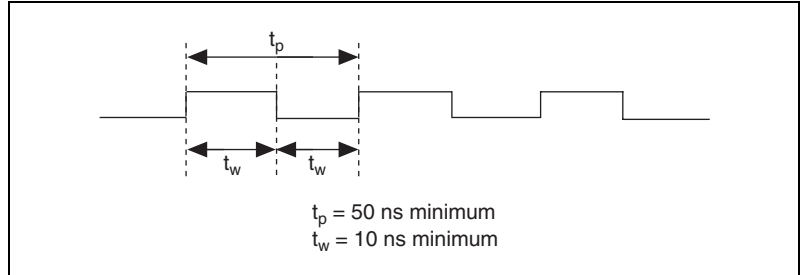 tp
tw tw
tp = 50 ns minimum
tw = 10 ns minimum